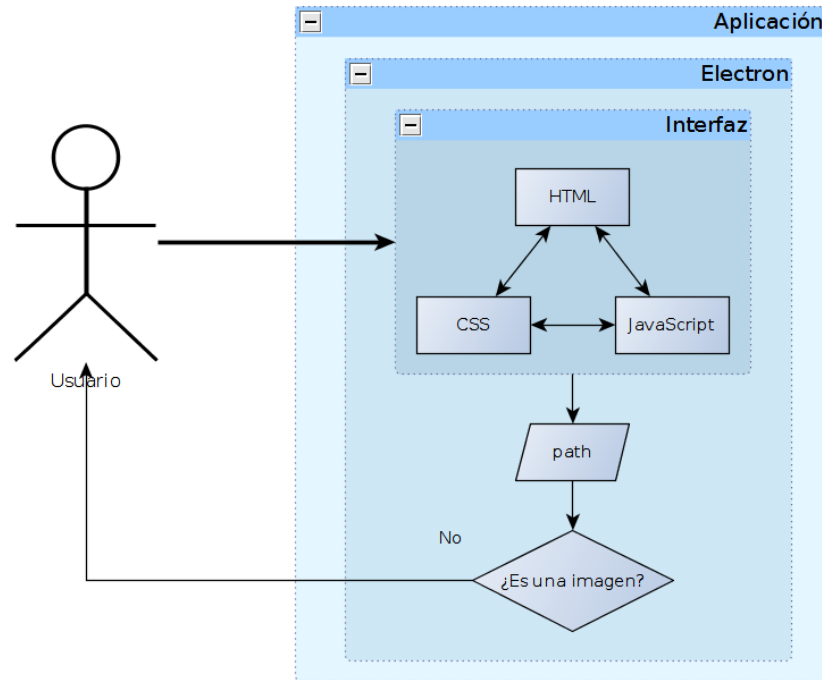 Aplicación
Electron
Interfaz
HTML
CSS
JavaScript
Usuario
path
No
¿Es una imagen?